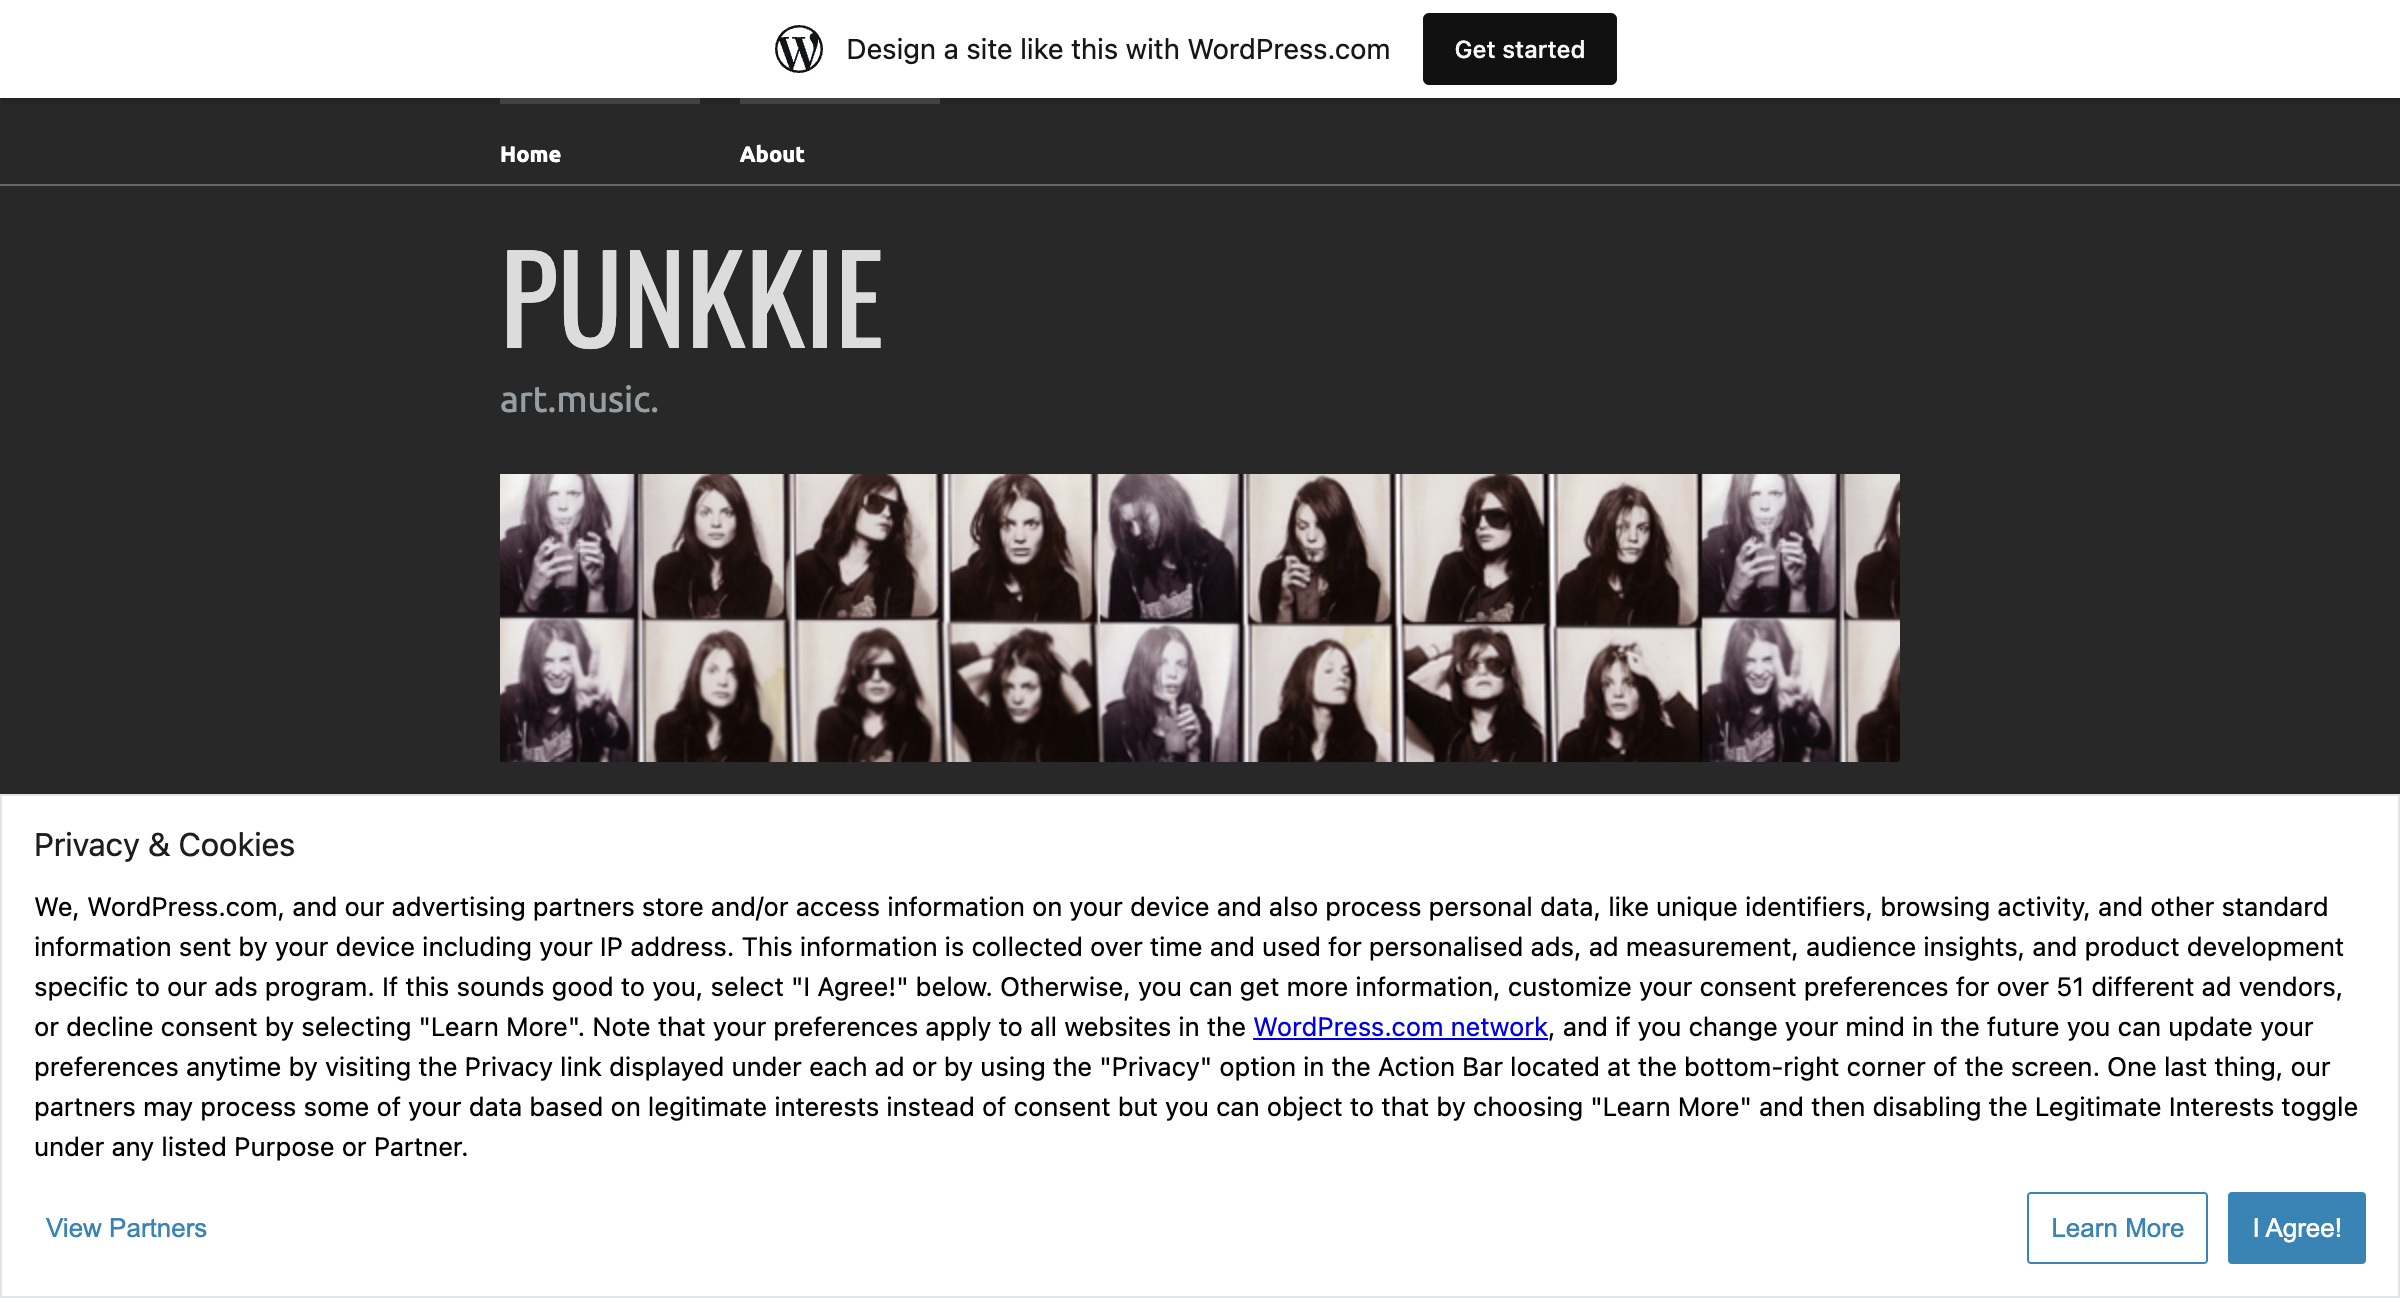 Design a site like this with WordPress.com
Get started
Home
About
PUNKKIE
art.music.
Privacy & Cookies
We, WordPress.com, and our advertising partners store and/or access information on your device and also process personal data, like unique identifiers, browsing activity, and other standard
information sent by your device including your IP address. This information is collected over time and used for personalised ads, ad measurement, audience insights, and product development
specific to our ads program. If this sounds good to you, select "I Agree!" below. Otherwise, you can get more information, customize your consent preferences for over 51 different ad vendors,
or decline consent by selecting "Learn More". Note that your preferences apply to all websites in the WordPress.com network, and if you change your mind in the future you can update your
preferences anytime by visiting the Privacy link displayed under each ad or by using the "Privacy" option in the Action Bar located at the bottom-right corner of the screen. One last thing, our
partners may process some of your data based on legitimate interests instead of consent but you can object to that by choosing "Learn More" and then disabling the Legitimate Interests toggle
under any listed Purpose or Partner.
View Partners
Learn More
I Agree!